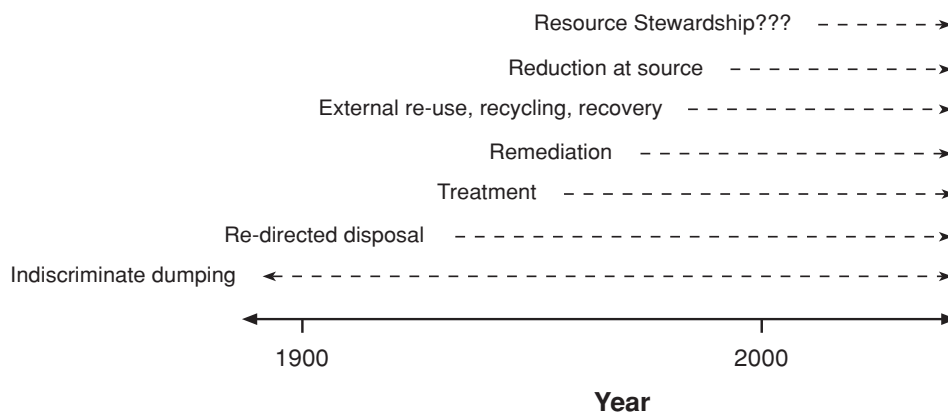 Resource Stewardship???
Reduction at source
External re-use, recycling, recovery
Remediation
Treatment
Re-directed disposal
Indiscriminate dumping
1900
2000
Year